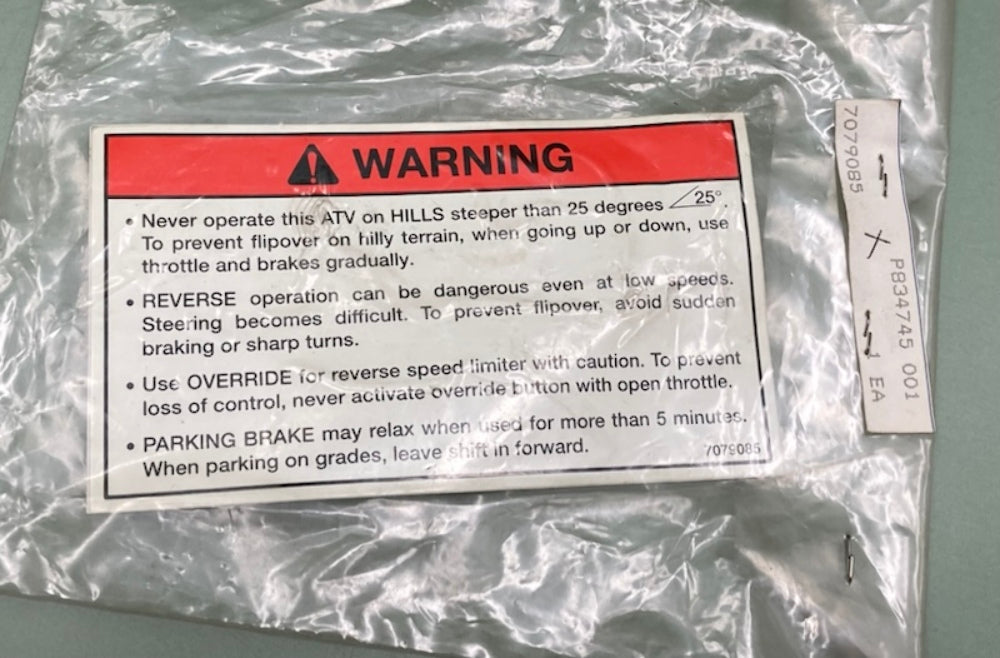 WARNING
• Never operate this ATV on HILLS steeper than 25 degrees 25°.
To prevent flipover on hilly terrain, when going up or down, use
throttle and brakes gradually.
• REVERSE operation can be dangerous even at low speeds.
Steering becomes difficult. To prevent flipover, avoid sudden
braking or sharp turns.
• Use OVERRIDE for reverse speed limiter with caution. To prevent
loss of control, never activate override button with open throttle.
• PARKING BRAKE may relax when used for more than 5 minutes.
When parking on grades, leave shift in forward.
7079085
7079085
X
P834745 001
1 EA